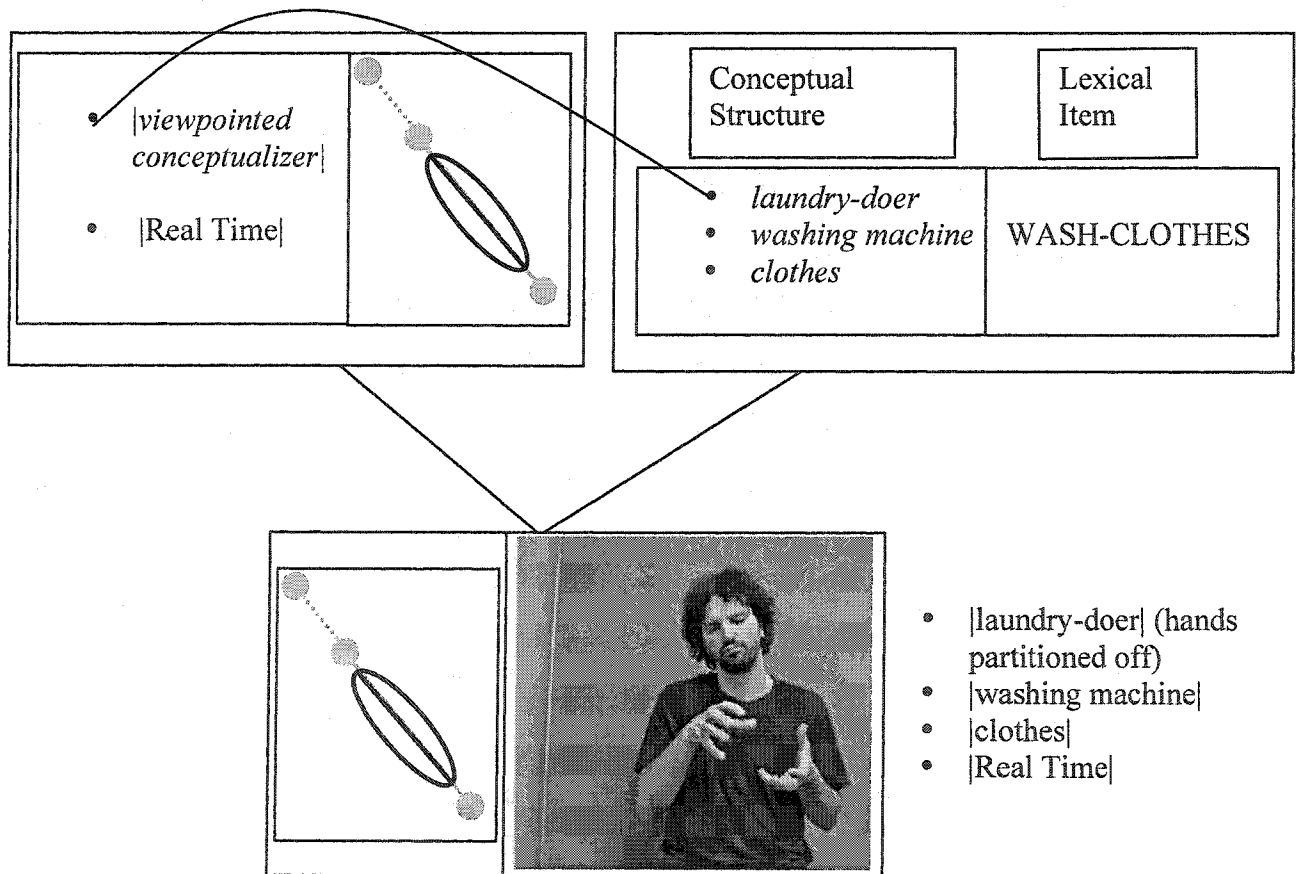 • |viewpointed
conceptualizer|
• |Real Time|
Conceptual
Structure
Lexical
Item
• laundry-doer
• washing machine
• clothes
WASH-CLOTHES
• |laundry-doer| (hands
partitioned off)
• |washing machine|
• |clothes|
• |Real Time|